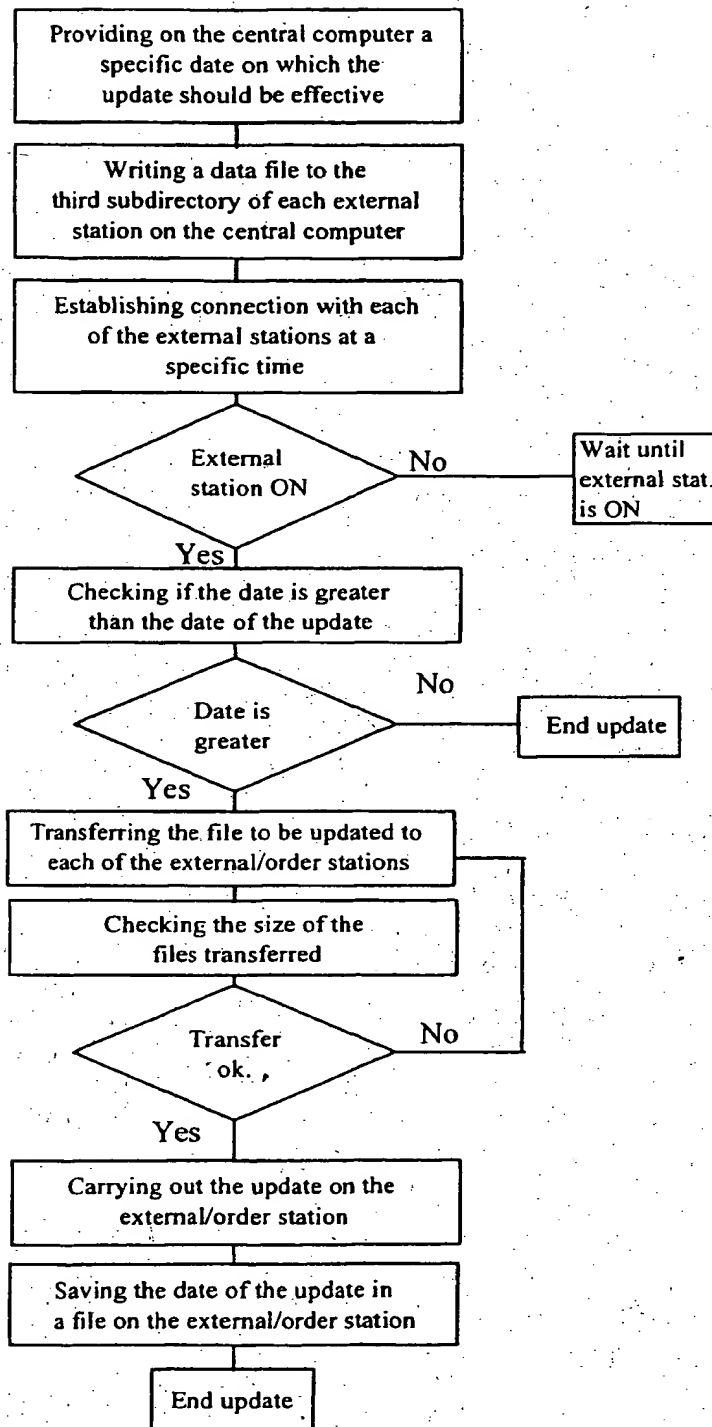 Providing on the central computer a
specific date on which the
update should be effective
Writing a data file to the
third subdirectory of each external
station on the central computer
Establishing connection with each
of the external stations at a
specific time
External
station ON
No
Wait until
external stat.
is ON
Yes
Checking if the date is greater
than the date of the update
Date is
greater
No
End update
Yes
Transferring the file to be updated to
each of the external/order stations
Checking the size of the
files transferred
Transfer
ok.
No
Yes
Carrying out the update on the
external/order station
Saving the date of the update in
a file on the external/order station
End update